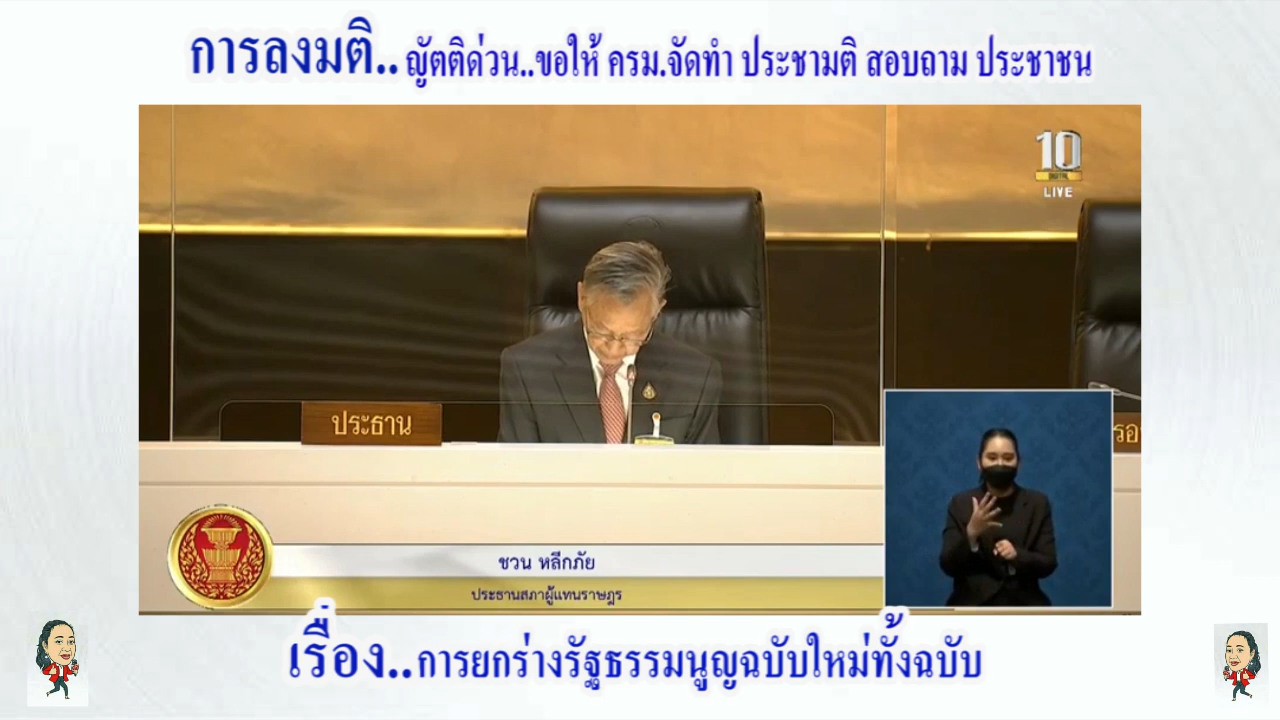 การลงมติ..ญัตติด่วน..ขอให้ ครม.จัดทำ ประชามติ สอบถาม ประชาชน
10
DIGITAL
LIVE
ประธาน
รอ
ชวน หลีกภัย
ประธานสภาผู้แทนราษฎร
เรื่อง..การยกร่างรัฐธรรมนูญฉบับใหม่ทั้งฉบับ